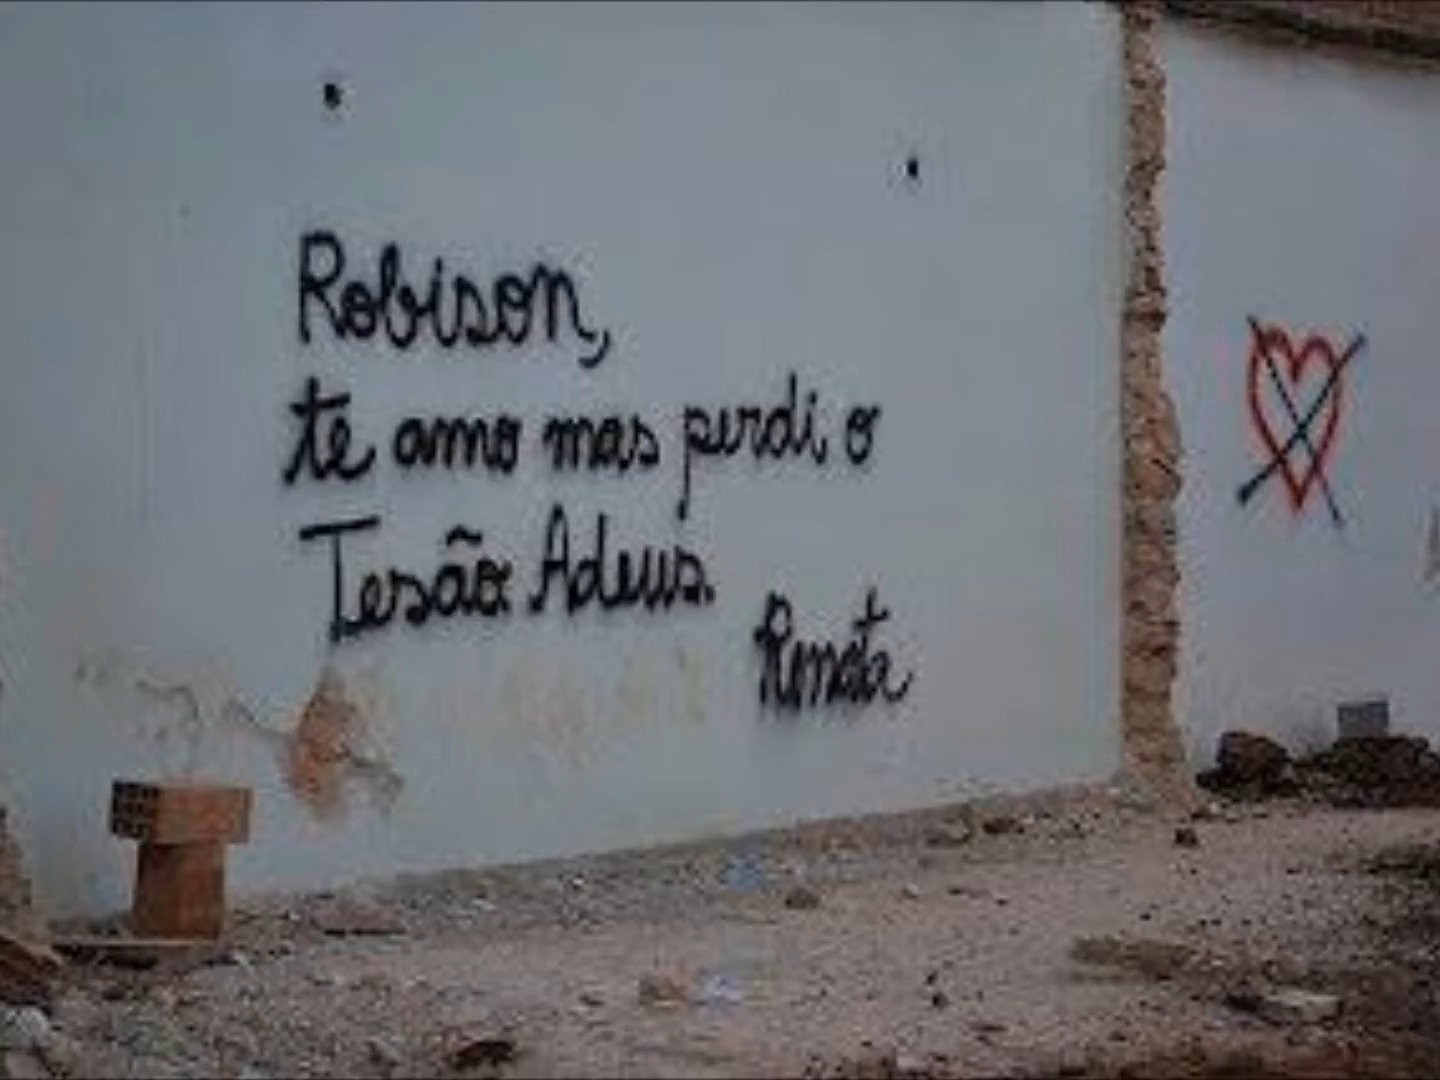 Robison,
te amo mas perdi o
Tesão Adeus.
Renata